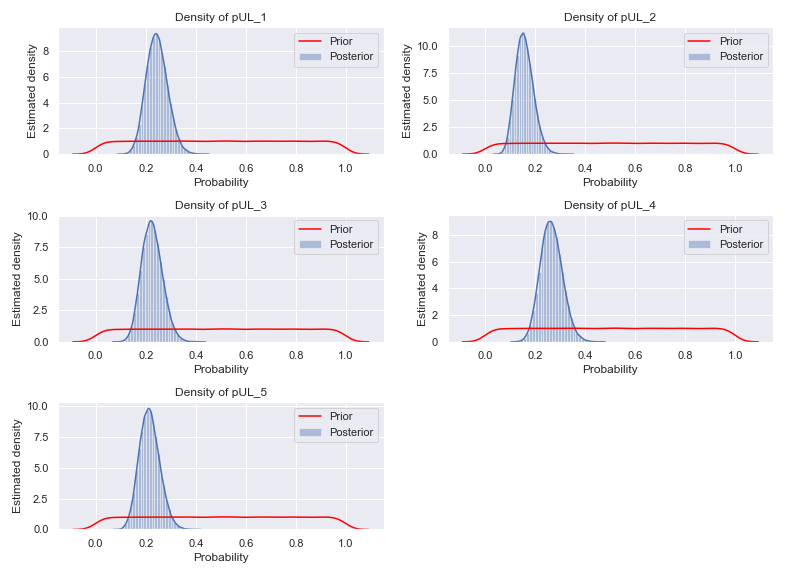 Density of pUL_1
Estimated density
8
6
4
2
0
0.0 0.2 0.4 0.6 0.8 1.0
Probability
Prior
Posterior
Density of pUL_2
Estimated density
10.0
7.5
5.0
2.5
0.0
0.0 0.2 0.4 0.6 0.8 1.0
Probability
Prior
Posterior
Density of pUL_3
Estimated density
10.0
7.5
5.0
2.5
0.0
0.0 0.2 0.4 0.6 0.8 1.0
Probability
Prior
Posterior
Density of pUL_4
Estimated density
8
6
4
2
0
0.0 0.2 0.4 0.6 0.8 1.0
Probability
Prior
Posterior
Density of pUL_5
Estimated density
10.0
7.5
5.0
2.5
0.0
0.0 0.2 0.4 0.6 0.8 1.0
Probability
Prior
Posterior